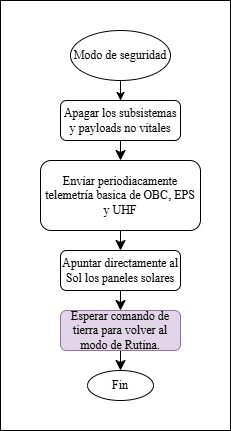 Modo de seguridad
Apagar los subsistemas
y payloads no vitales
Enviar periodiacamente
telemetría basica de OBC, EPS
y UHF
Apuntar directamente al
Sol los paneles solares
Esperar comando de
tierra para volver al
modo de Rutina.
Fin